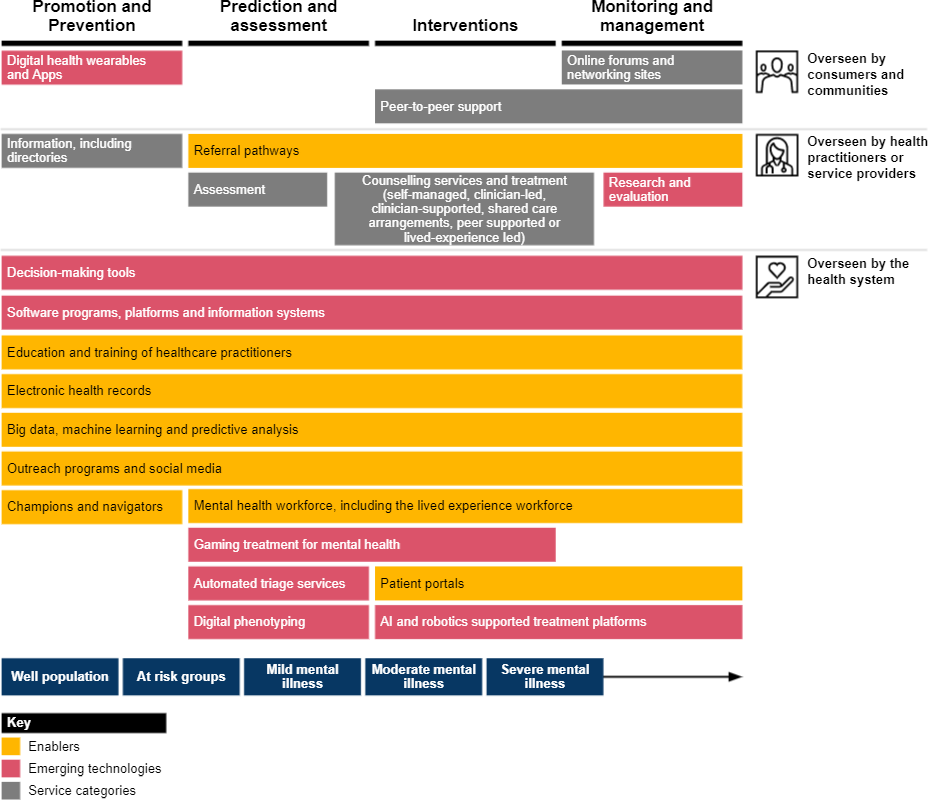 Promotion and
Prevention
Prediction and
assessment
Interventions
Monitoring and
management
Digital health wearables
and Apps
Online forums and
networking sites
Peer-to-peer support
Overseen by
consumers and
communities
Information, including
directories
Referral pathways
Assessment
Counselling services and treatment
(self-managed, clinician-led,
clinician-supported, shared care
arrangements, peer supported or
lived-experience led)
Research and
evaluation
Overseen by health
practitioners or
service providers
Decision-making tools
Software programs, platforms and information systems
Education and training of healthcare practitioners
Electronic health records
Big data, machine learning and predictive analysis
Outreach programs and social media
Champions and navigators
Mental health workforce, including the lived experience workforce
Gaming treatment for mental health
Automated triage services
Patient portals
Digital phenotyping
AI and robotics supported treatment platforms
Overseen by the
health system
Well population
At risk groups
Mild mental
illness
Moderate mental
illness
Severe mental
illness
Key
Enablers
Emerging technologies
Service categories